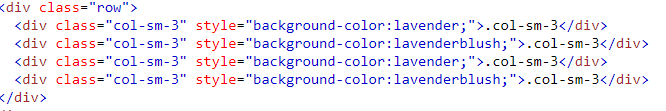 <div class="row">
<div class="col-sm-3" style="background-color:lavender;">.col-sm-3</div>
<div class="col-sm-3" style="background-color:lavenderblush;">.col-sm-3</div>
<div class="col-sm-3" style="background-color:lavender;">.col-sm-3</div>
<div class="col-sm-3" style="background-color:lavenderblush;">.col-sm-3</div>
</div>